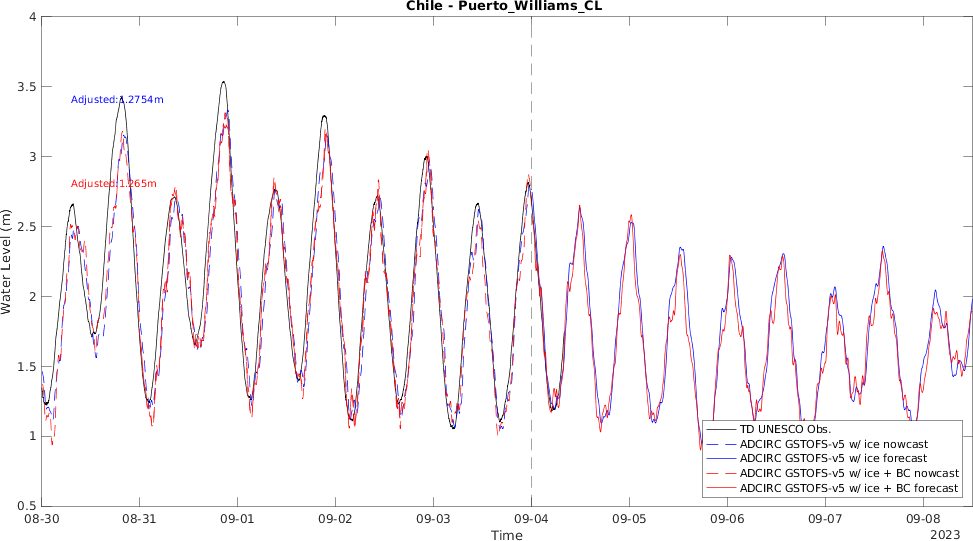 Chile - Puerto_Williams_CL
4
3.5
Adjusted:1.2754m
3
Adjusted:1.265m
2.5
Water Level (m)
2
1.5
1
0.5
TD UNESCO Obs.
ADCIRC GSTOFS-v5 w/ ice nowcast
ADCIRC GSTOFS-v5 w/ ice forecast
ADCIRC GSTOFS-v5 w/ ice + BC nowcast
ADCIRC GSTOFS-v5 w/ ice + BC forecast
08-30 08-31 09-01 09-02 09-03 09-04 09-05 09-06 09-07 09-08
Time
2023